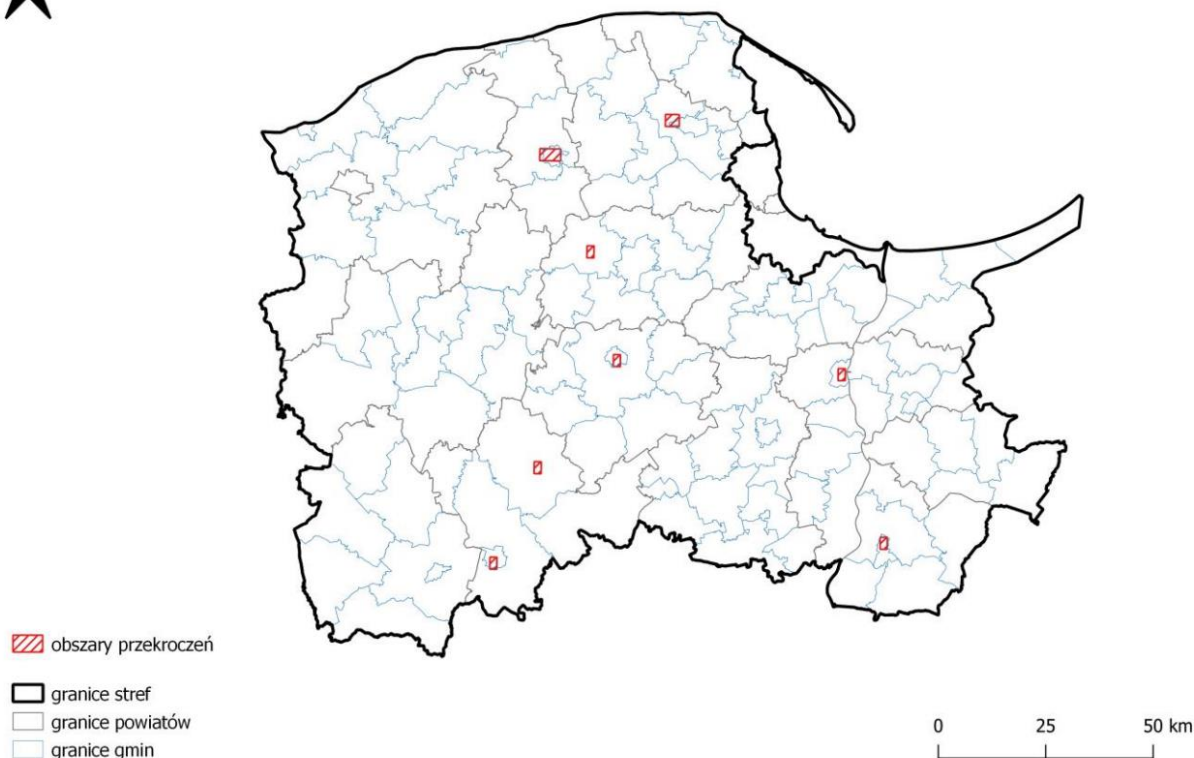 obszary przekroczeń
granice stref
granice powiatów
granice gmin
0 25 50 km